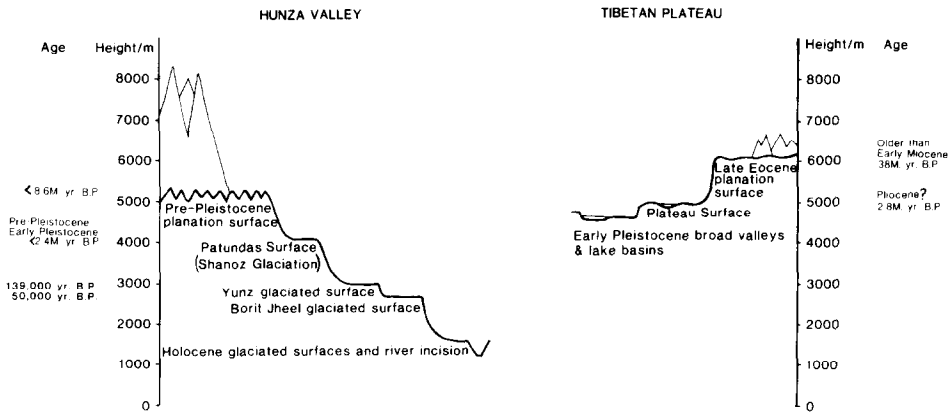 HUNZA VALLEY
TIBETAN PLATEAU
Age
Height/m
8000
7000
6000
5000
4000
3000
2000
1000
0
< 8.6M. yr. B.P.
Pre-Pleistocene
Early Pleistocene
<2.4M. yr. B.P.
139,000 yr. B.P.
50,000 yr. B.P.
Pre-Pleistocene
planation surface
Patundas Surface
(Shanoz Glaciation)
Yunz glaciated surface
Borit Jheel glaciated surface
Holocene glaciated surfaces and river incision
Late Eocene
planation
surface
Plateau Surface
Early Pleistocene broad valleys
& lake basins
Height/m
Age
8000
7000
6000
5000
4000
3000
2000
1000
0
Older than
Early Miocene
38M. yr. B.P.
Pliocene?
2.8M. yr. B.P.